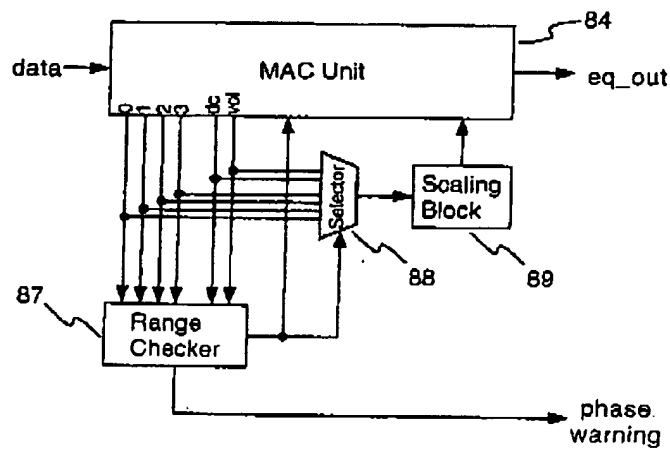 84
data
MAC Unit
eq_out
0 1 2 3 dc vol
Selector
Scaling
Block
88
89
87
Range
Checker
phase
warning